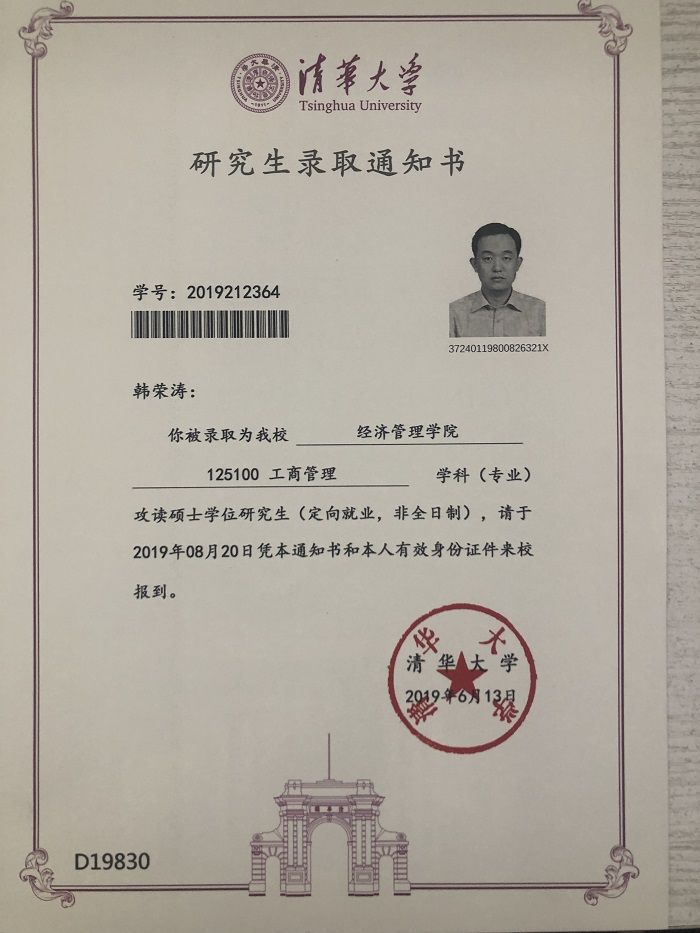 清华大学
Tsinghua University
研究生录取通知书
学号：2019212364
37240119800826321X
韩荣涛：
你被录取为我校 经济管理学院
125100 工商管理 学科（专业）
攻读硕士学位研究生（定向就业，非全日制），请于
2019年08月20日凭本通知书和本人有效身份证件来校
报到。
清华大学
清华大学
2019年6月13日
D19830